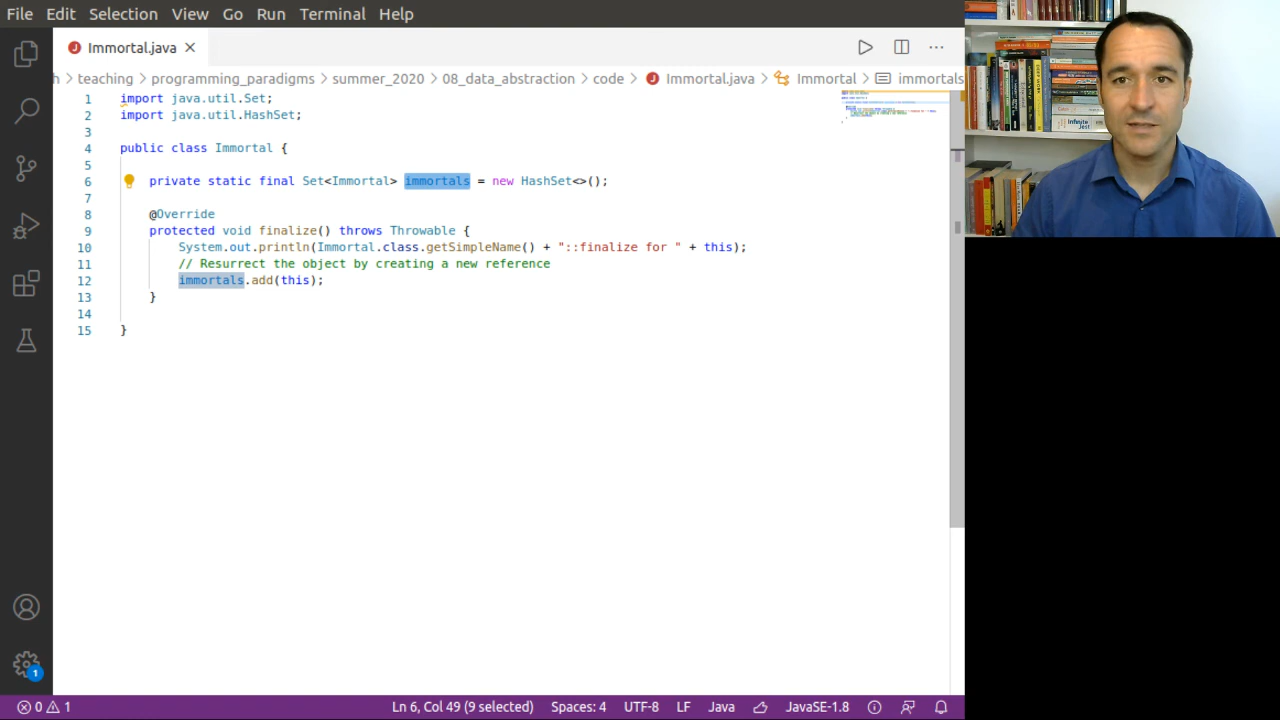 File Edit Selection View Go Run Terminal Help
Immortal.java
h › teaching › programming_paradigms › summer_2020 › 08_data_abstraction › code › Immortal.java › Immortal › immortals
1 import java.util.Set;
2 import java.util.HashSet;
3
4 public class Immortal {
5
6 private static final Set<Immortal> immortals = new HashSet<>();
7
8 @Override
9 protected void finalize() throws Throwable {
10 System.out.println(Immortal.class.getSimpleName() + "::finalize for " + this);
11 // Resurrect the object by creating a new reference
12 immortals.add(this);
13 }
14
15 }
Infinite Jest
1
0 1 Ln 6, Col 49 (9 selected) Spaces: 4 UTF-8 LF Java JavaSE-1.8